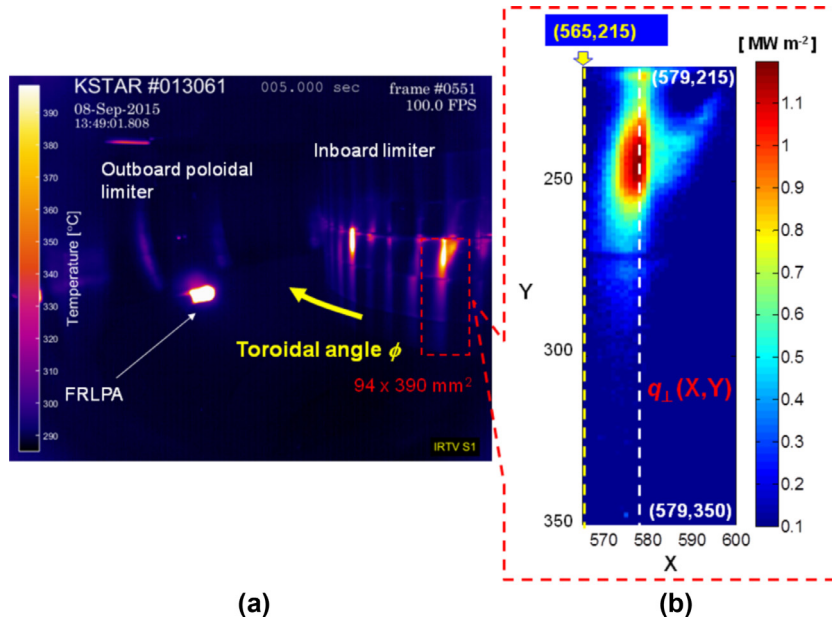 KSTAR #013061
005.000 sec
frame #0551
08-Sep-2015
100.0 FPS
13:49:01.808
Outboard poloidal
limiter
Inboard limiter
Toroidal angle ϕ
FRLPA
94 x 390 mm²
IRTV S1
Temperature [°C]
390
380
370
360
350
340
330
320
310
300
290
(a)
(565,215)
[ MW m-2]
(579,215)
250
Y
300
q⊥(X,Y)
(579,350)
350
570
580
590
600
X
1.1
1
0.9
0.8
0.7
0.6
0.5
0.4
0.3
0.2
0.1
(b)